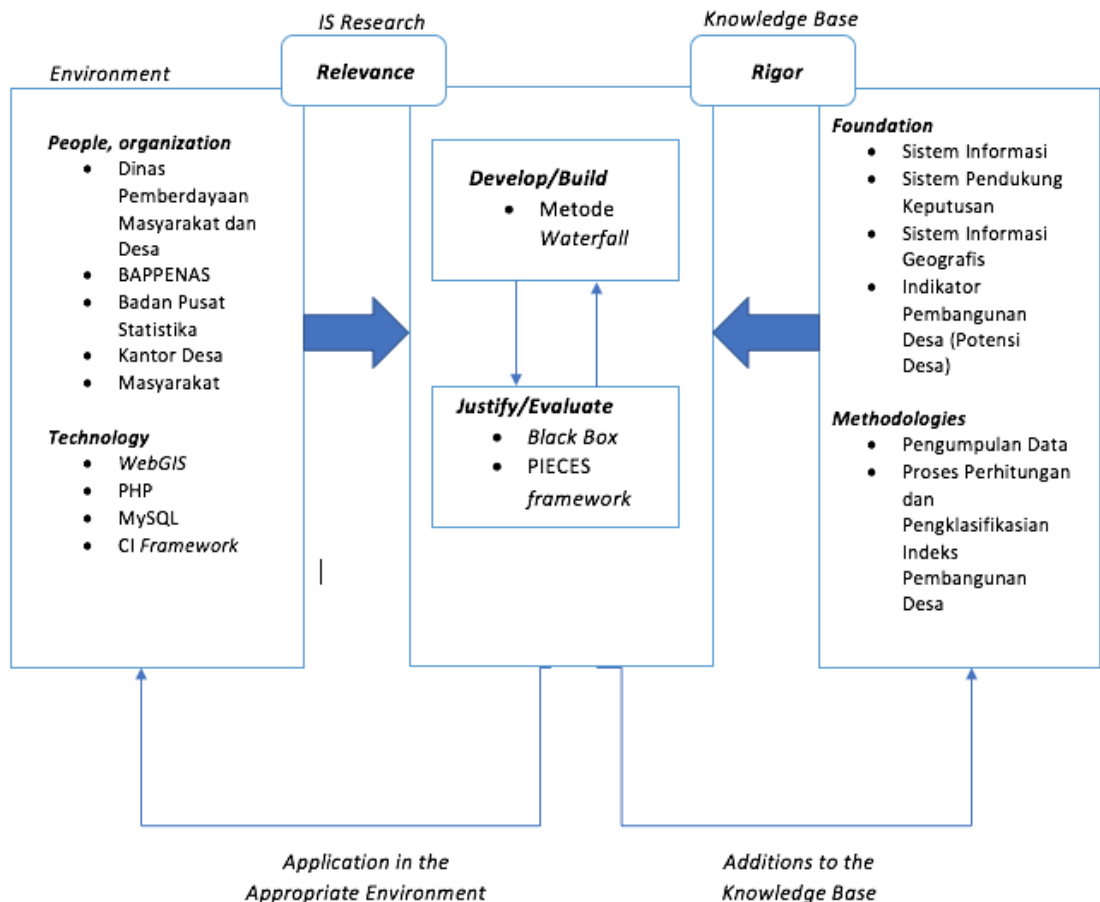 IS Research
Knowledge Base
Environment
Relevance
Rigor
People, organization
• Dinas
Pemberdayaan
Masyarakat dan
Desa
• BAPPENAS
• Badan Pusat
Statistika
• Kantor Desa
• Masyarakat
Technology
• WebGIS
• PHP
• MySQL
• CI Framework
Develop/Build
• Metode
Waterfall
Justify/Evaluate
• Black Box
• PIECES
framework
Foundation
• Sistem Informasi
• Sistem Pendukung
Keputusan
• Sistem Informasi
Geografis
• Indikator
Pembangunan
Desa (Potensi
Desa)
Methodologies
• Pengumpulan Data
• Proses Perhitungan
dan
Pengklasifikasian
Indeks
Pembangunan
Desa
Application in the
Appropriate Environment
Additions to the
Knowledge Base